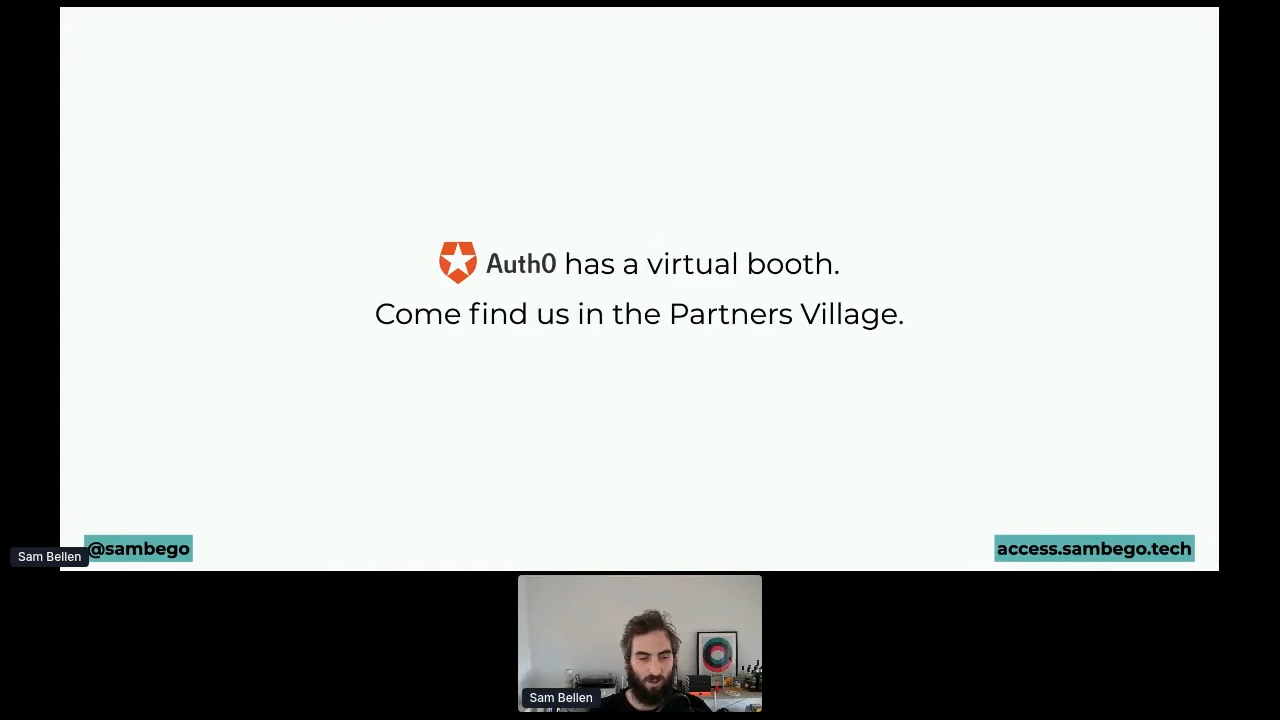 Auth0 has a virtual booth.
Come find us in the Partners Village.
@sambego
access.sambego.tech
Sam Bellen
Sam Bellen